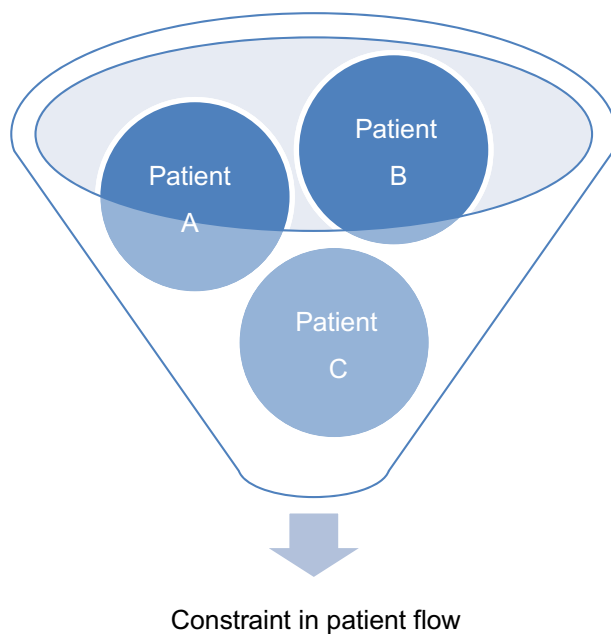 Patient
B
Patient
A
Patient
C
Constraint in patient flow